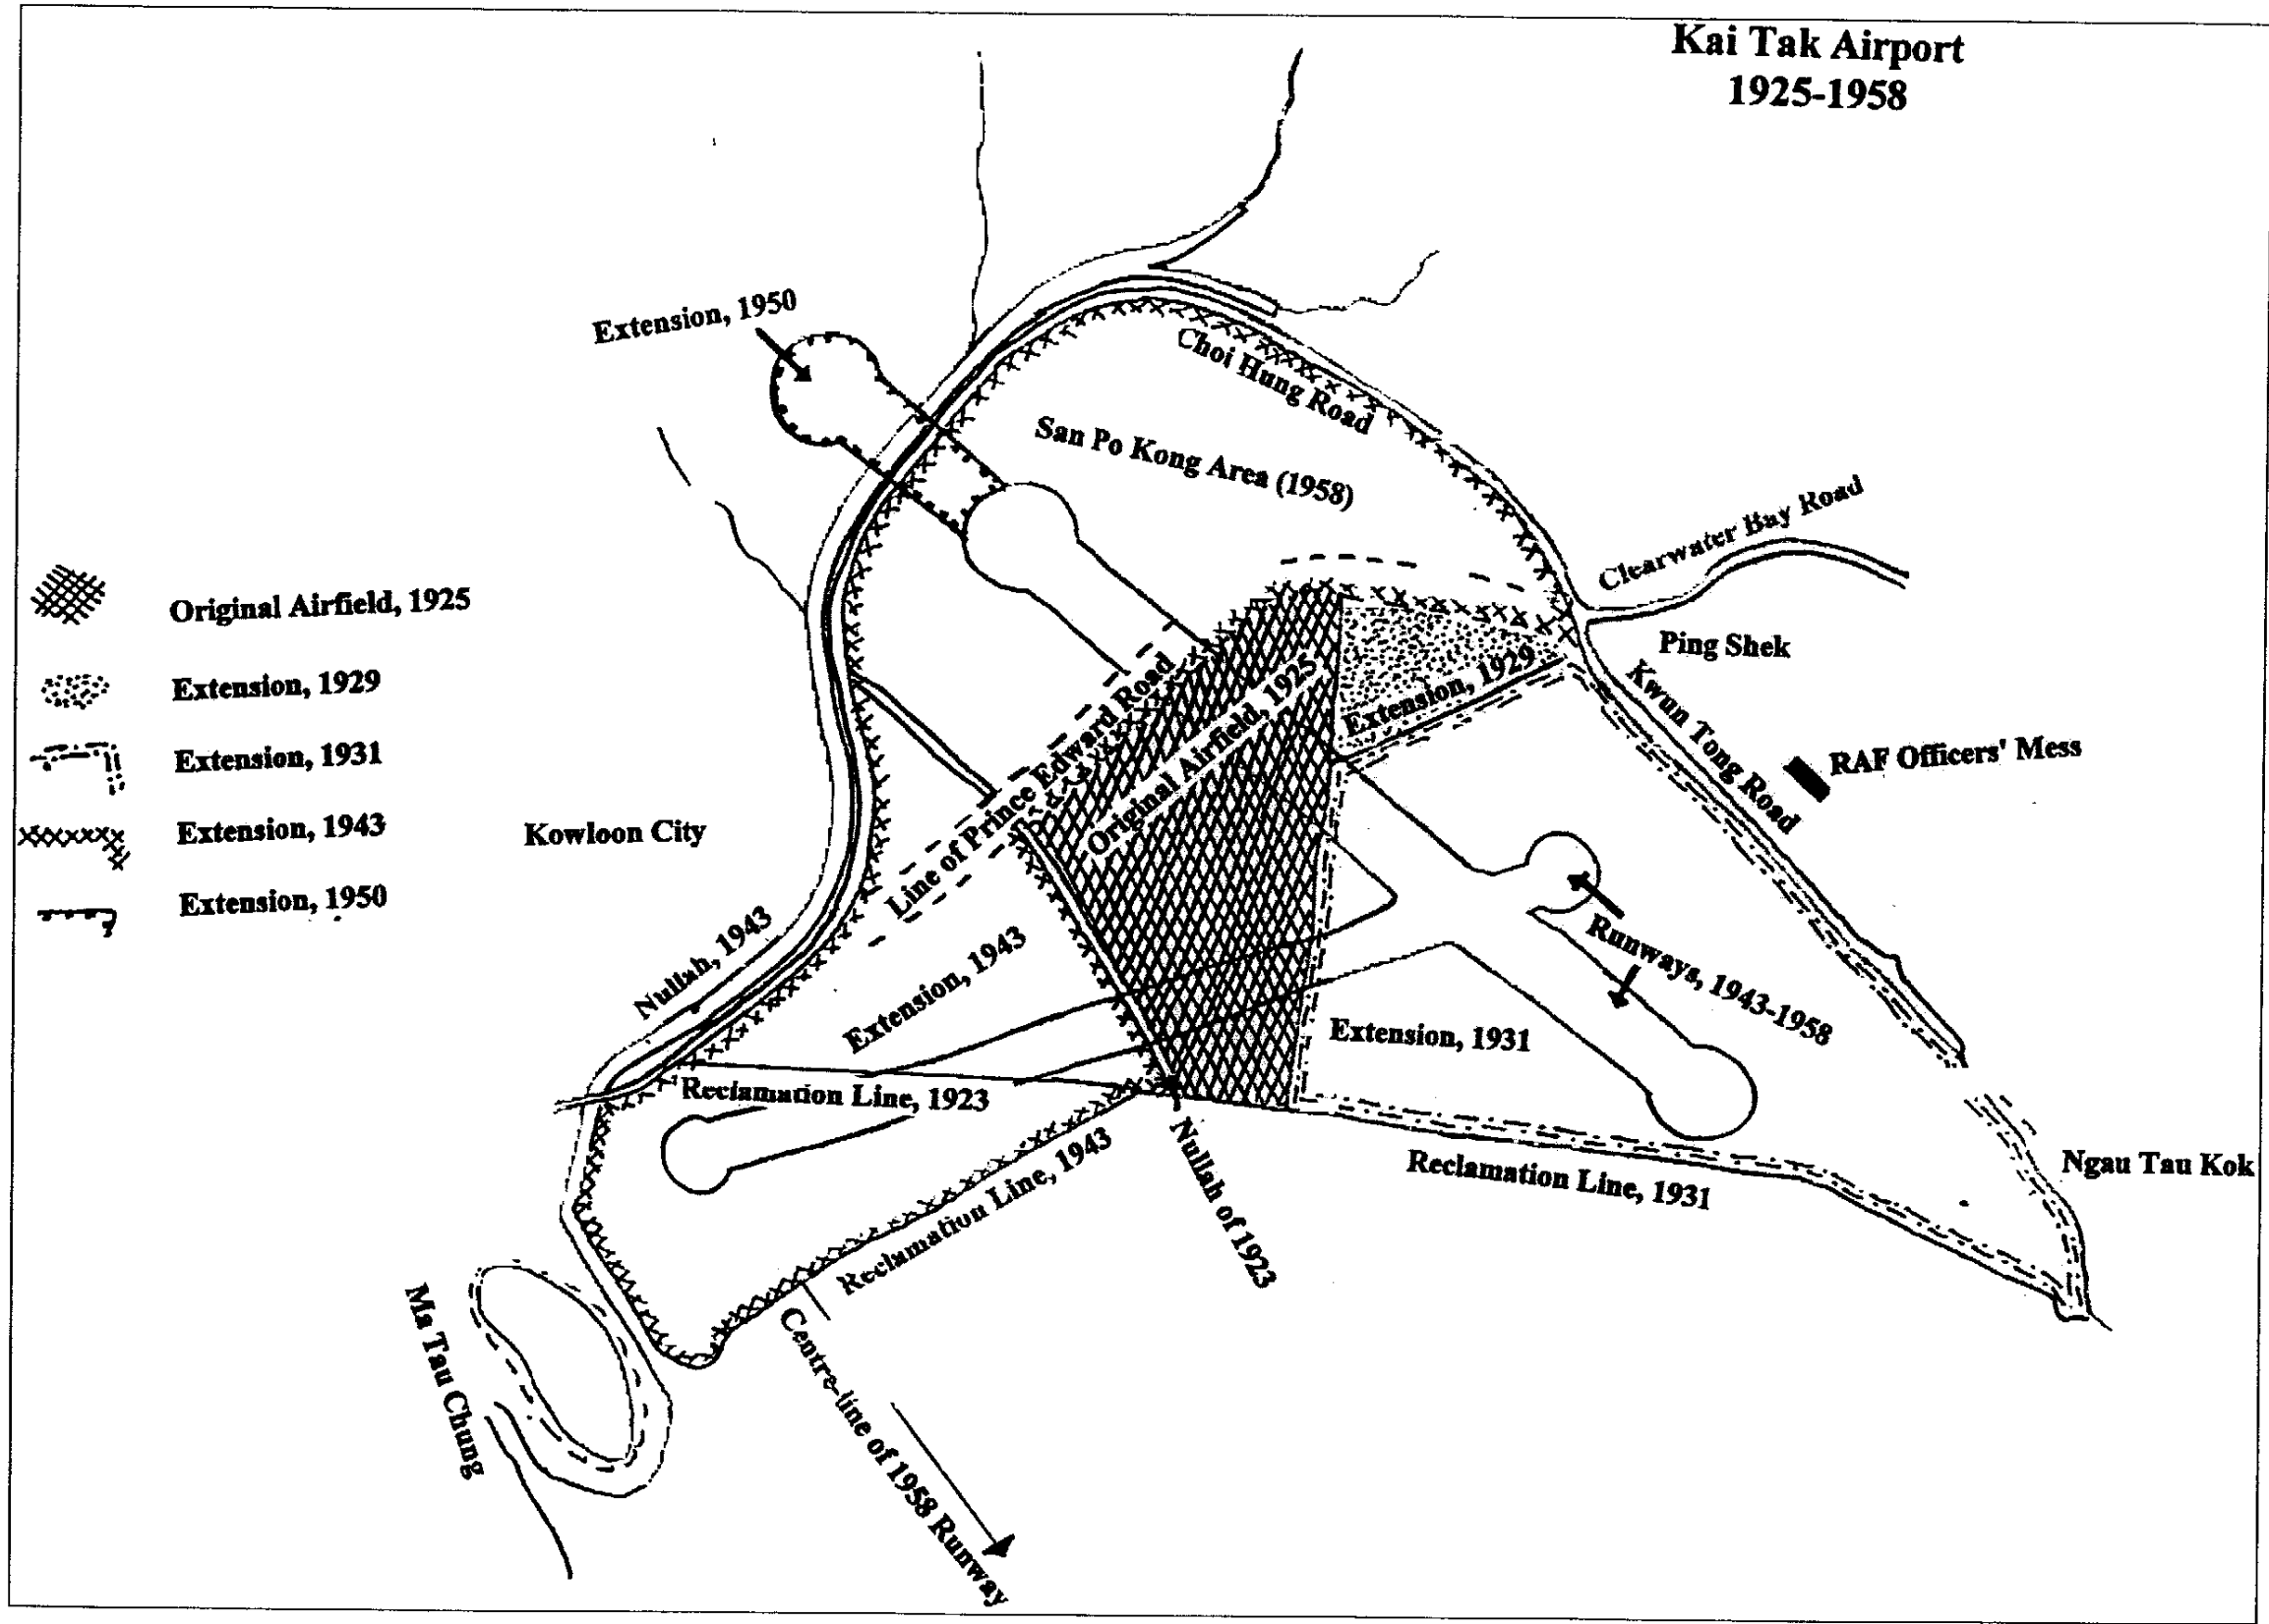 Kai Tak Airport
1925-1958
Extension, 1950
Choi Hung Road
San Po Kong Area (1958)
Clearwater Bay Road
Original Airfield, 1925
Extension, 1929
Extension, 1931
Extension, 1943
Extension, 1950
Ping Shek
Kwun Tong Road
RAF Officers' Mess
Extension, 1929
Original Airfield, 1925
Line of Prince Edward Road
Kowloon City
Nullah, 1943
Extension, 1943
Runways, 1943-1958
Extension, 1931
Reclamation Line, 1923
Reclamation Line, 1943
Nullah of 1923
Reclamation Line, 1931
Ngau Tau Kok
Ma Tau Chung
Centre-line of 1958 Runway